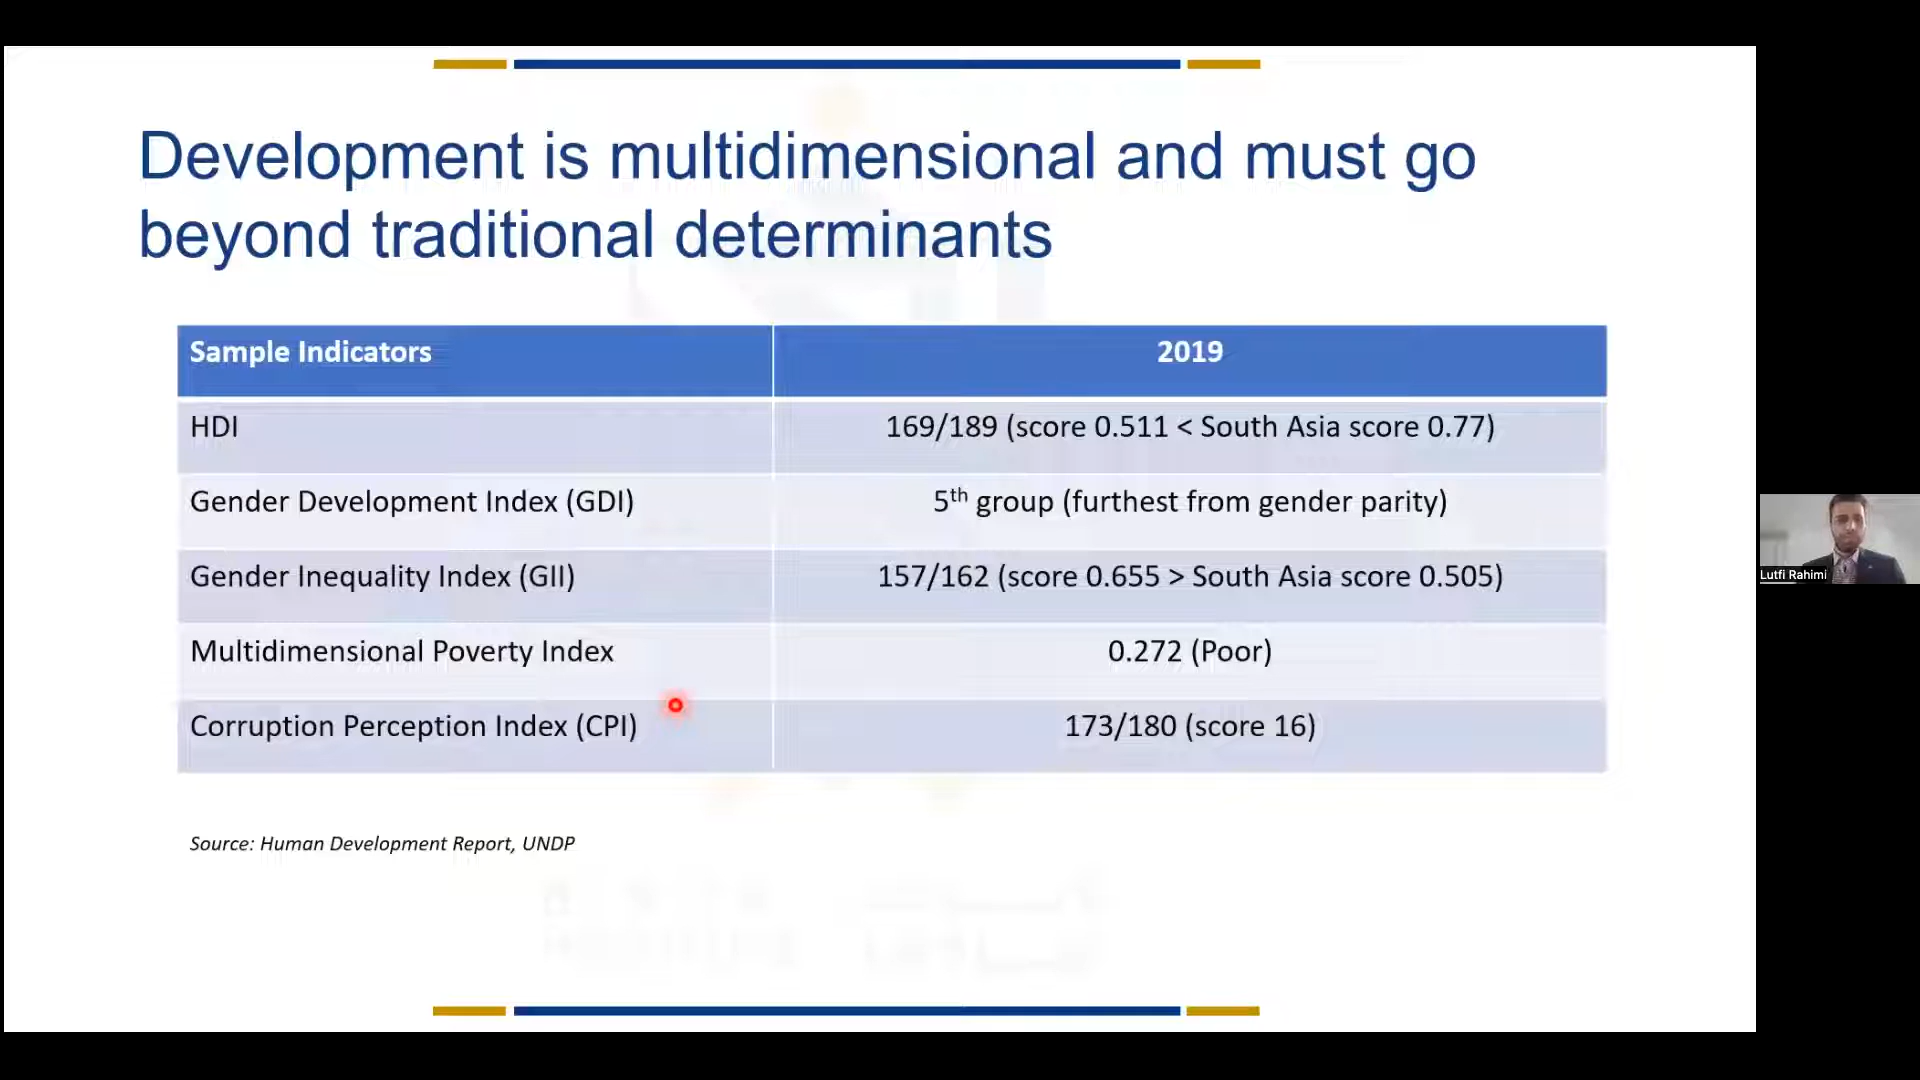 Development is multidimensional and must go
beyond traditional determinants
Sample Indicators
2019
HDI
169/189 (score 0.511 < South Asia score 0.77)
Gender Development Index (GDI)
5th group (furthest from gender parity)
Gender Inequality Index (GII)
157/162 (score 0.655 > South Asia score 0.505)
Multidimensional Poverty Index
0.272 (Poor)
Corruption Perception Index (CPI)
173/180 (score 16)
Source: Human Development Report, UNDP
Lutfi Rahimi